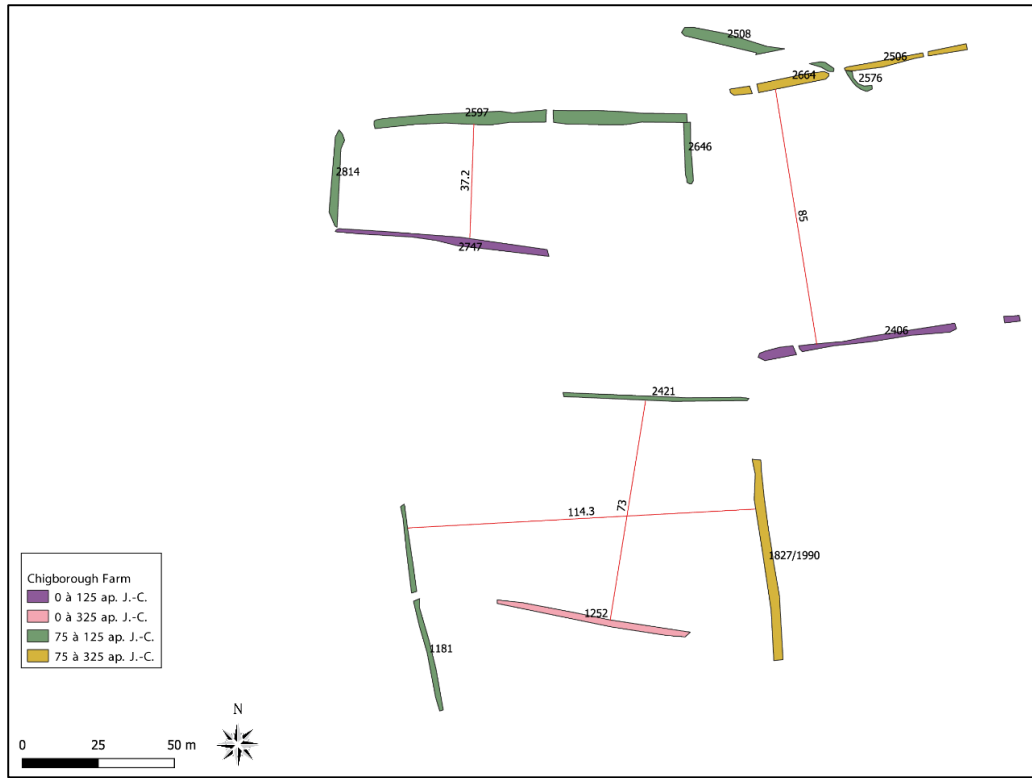 2508
2506
2664
2576
2597
2646
2814
37.2
85
2747
2406
2421
114.3
73
1827/1990
1252
1181
Chigborough Farm
0 à 125 ap. J.-C.
0 à 325 ap. J.-C.
75 à 125 ap. J.-C.
75 à 325 ap. J.-C.
N
0 25 50 m